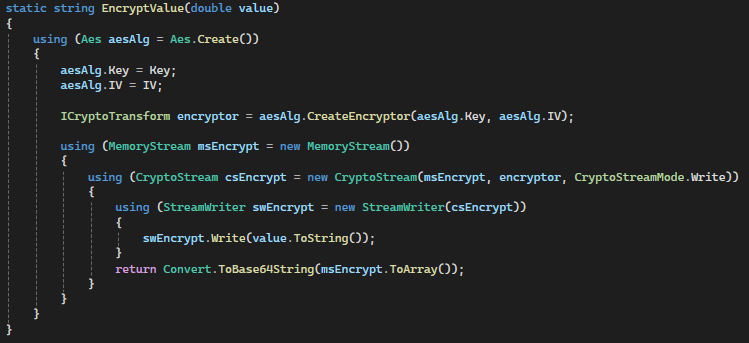 static string EncryptValue(double value)
{
    using (Aes aesAlg = Aes.Create())
    {
        aesAlg.Key = Key;
        aesAlg.IV = IV;

        ICryptoTransform encryptor = aesAlg.CreateEncryptor(aesAlg.Key, aesAlg.IV);

        using (MemoryStream msEncrypt = new MemoryStream())
        {
            using (CryptoStream csEncrypt = new CryptoStream(msEncrypt, encryptor, CryptoStreamMode.Write))
            {
                using (StreamWriter swEncrypt = new StreamWriter(csEncrypt))
                {
                    swEncrypt.Write(value.ToString());
                }
                return Convert.ToBase64String(msEncrypt.ToArray());
            }
        }
    }
}